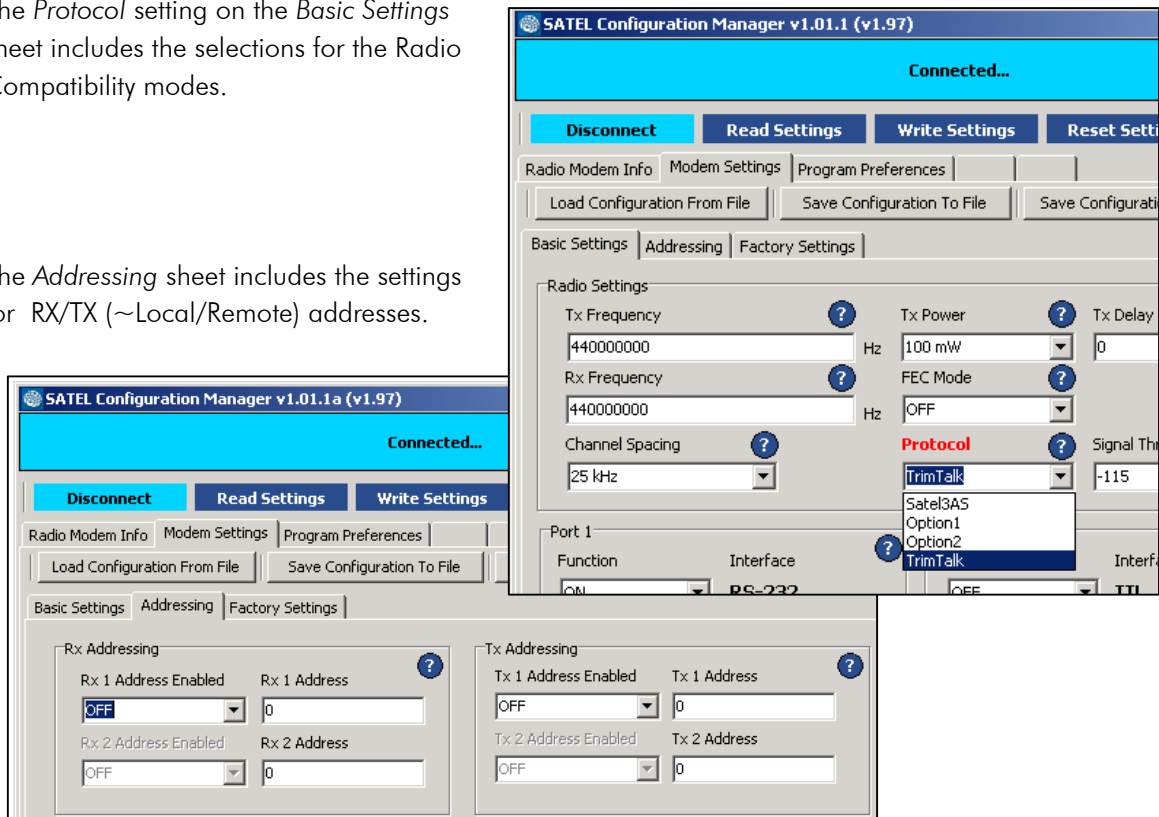 he Protocol setting on the Basic Settings
heet includes the selections for the Radio
ompatibility modes.
he Addressing sheet includes the settings
or RX/TX (~Local/Remote) addresses.
SATEL Configuration Manager v1.01.1 (v1.97)
Connected...
Disconnect Read Settings Write Settings Reset Setti
Radio Modem Info Modem Settings Program Preferences
Load Configuration From File Save Configuration To File Save Configurati
Basic Settings Addressing Factory Settings
Radio Settings
Tx Frequency ? Tx Power ? Tx Delay
440000000 Hz 100 mW 0
Rx Frequency ? FEC Mode ?
440000000 Hz OFF
Channel Spacing ? Protocol ? Signal Thr
25 kHz TrimTalk -115
Satel3AS
Option1
Option2
TrimTalk
Port 1
Function Interface ? Interf
ON RS-232 OFF TTL
SATEL Configuration Manager v1.01.1a (v1.97)
Connected...
Disconnect Read Settings Write Settings
Radio Modem Info Modem Settings Program Preferences
Load Configuration From File Save Configuration To File
Basic Settings Addressing Factory Settings
Rx Addressing ? Tx Addressing ?
Rx 1 Address Enabled Rx 1 Address Tx 1 Address Enabled Tx 1 Address
OFF 0 OFF 0
Rx 2 Address Enabled Rx 2 Address Tx 2 Address Enabled Tx 2 Address
OFF 0 OFF 0